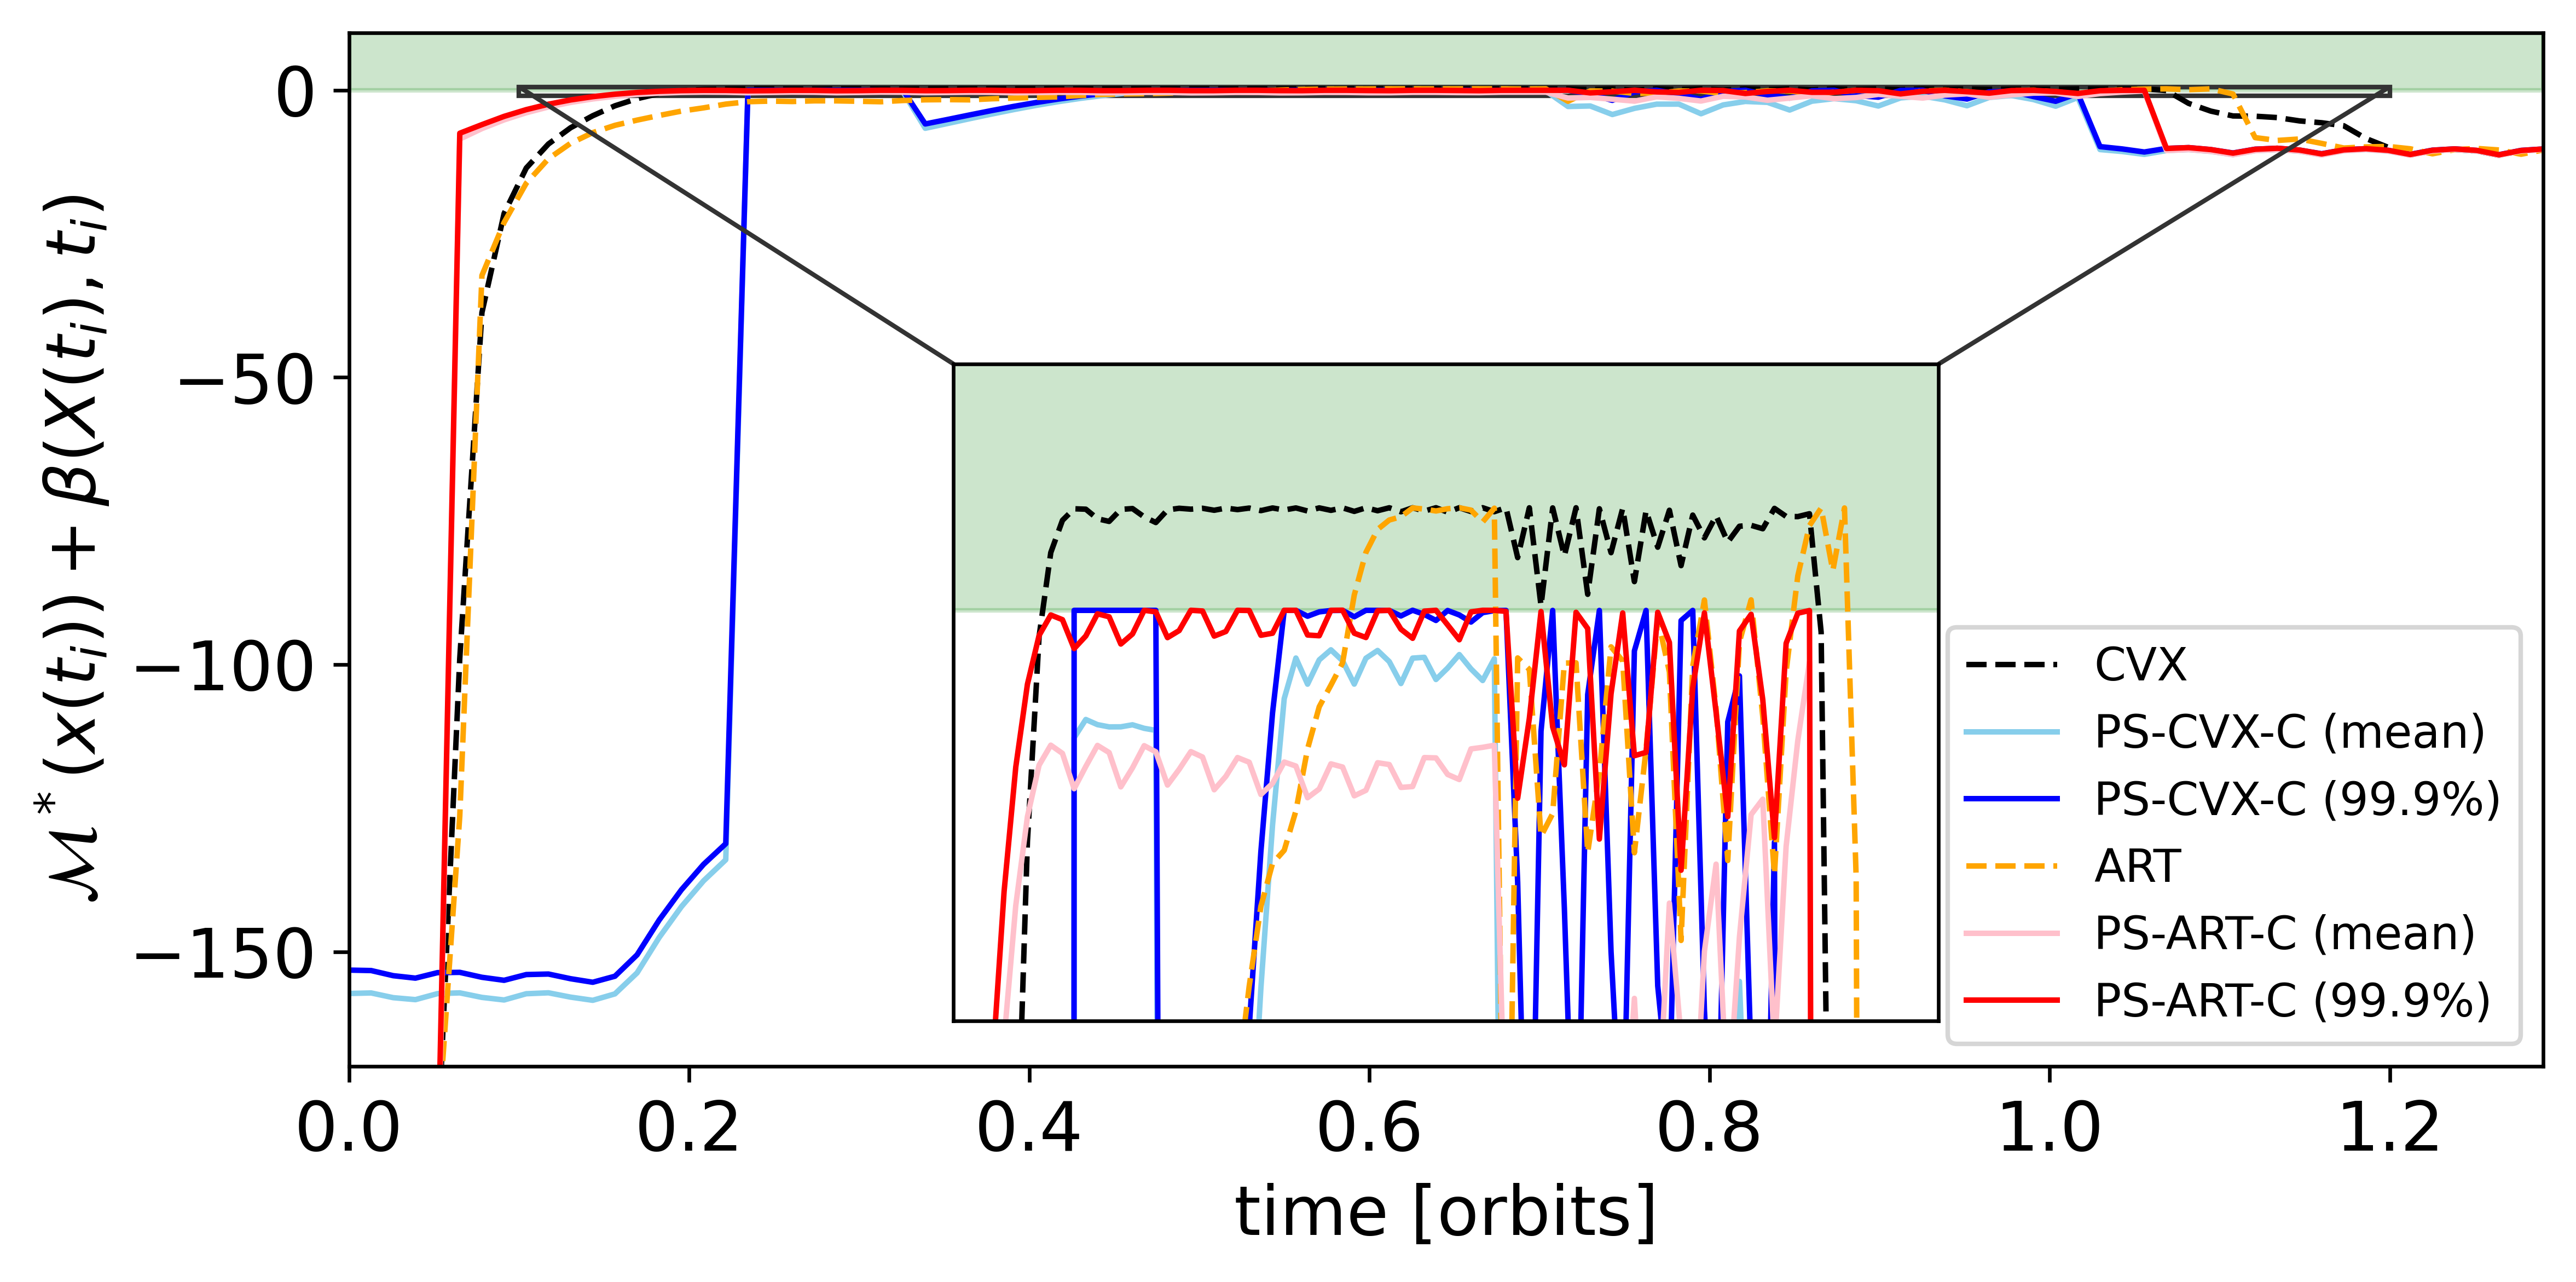 ℳ*(x(tᵢ)) + β(X(tᵢ), tᵢ)
0
−50
−100
−150
0.0 0.2 0.4 0.6 0.8 1.0 1.2
time [orbits]
CVX
PS-CVX-C (mean)
PS-CVX-C (99.9%)
ART
PS-ART-C (mean)
PS-ART-C (99.9%)